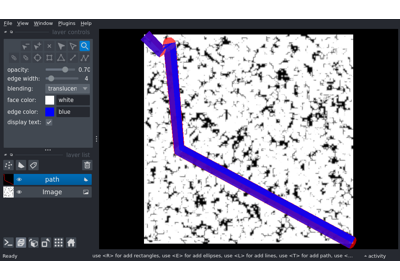 File View Window Plugins Help
layer controls
opacity: 0.70
edge width: 4
blending: translucen
face color: white
edge color: blue
display text:
layer list
path
Image
Ready
use <R> for add rectangles, use <E> for add ellipses, use <L> for add lines, use <T> for add path, use <...
activity